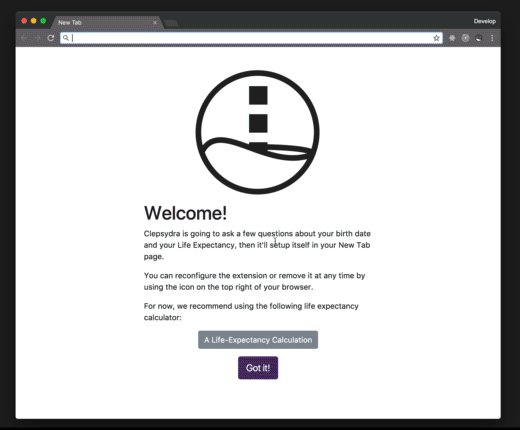 New Tab
Develop
Welcome!
Clepsydra is going to ask a few questions about your birth date
and your Life Expectancy, then it'll setup itself in your New Tab
page.
You can reconfigure the extension or remove it at any time by
using the icon on the top right of your browser.
For now, we recommend using the following life expectancy
calculator:
A Life-Expectancy Calculation
Got it!